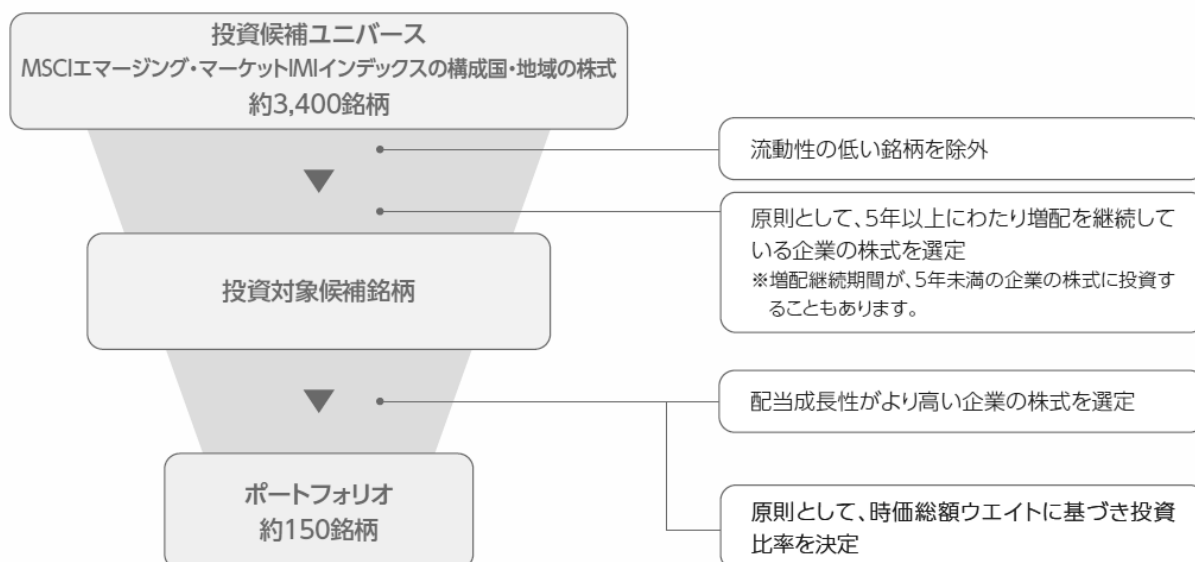 投資候補ユニバース
MSCIエマージング・マーケットIMIインデックスの構成国・地域の株式
約3,400銘柄
流動性の低い銘柄を除外
原則として、5年以上にわたり増配を継続して
いる企業の株式を選定
※増配継続期間が、5年未満の企業の株式に投資す
ることもあります。
投資対象候補銘柄
配当成長性がより高い企業の株式を選定
ポートフォリオ
約150銘柄
原則として、時価総額ウエイトに基づき投資
比率を決定